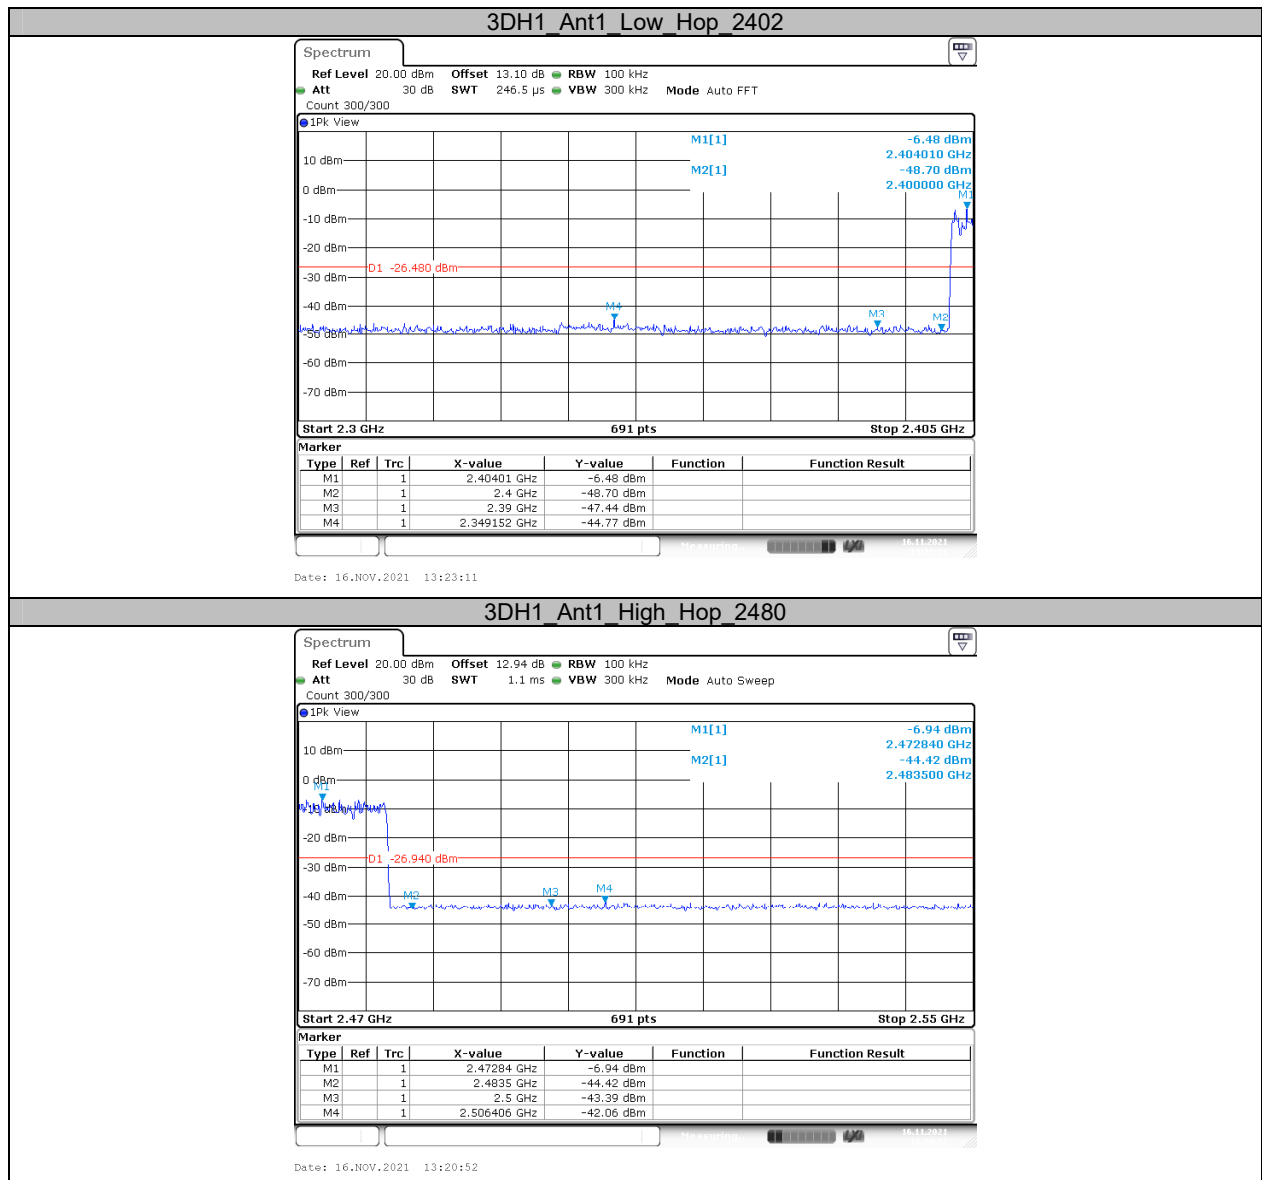 3DH1_Ant1_Low_Hop_2402
Spectrum
Ref Level 20.00 dBm Offset 13.10 dB RBW 100 kHz
Att 30 dB SWT 246.5 µs VBW 300 kHz Mode Auto FFT
Count 300/300
1Pk View
M1[1] -6.48 dBm
2.404010 GHz
M2[1] -48.70 dBm
2.400000 GHz
M1
10 dBm
0 dBm
-10 dBm
-20 dBm
D1 -26.480 dBm
-30 dBm
-40 dBm
M4
M3
M2
-50 dBm
-60 dBm
-70 dBm
Start 2.3 GHz 691 pts Stop 2.405 GHz
Marker
Type Ref Trc X-value Y-value Function Function Result
M1 1 2.40401 GHz -6.48 dBm
M2 1 2.4 GHz -48.70 dBm
M3 1 2.39 GHz -47.44 dBm
M4 1 2.349152 GHz -44.77 dBm
Measuring... 16.11.2021
Date: 16.NOV.2021 13:23:11
3DH1_Ant1_High_Hop_2480
Spectrum
Ref Level 20.00 dBm Offset 12.94 dB RBW 100 kHz
Att 30 dB SWT 1.1 ms VBW 300 kHz Mode Auto Sweep
Count 300/300
1Pk View
M1[1] -6.94 dBm
2.472840 GHz
M2[1] -44.42 dBm
2.483500 GHz
10 dBm
0 dBm
M1
-10 dBm
-20 dBm
D1 -26.940 dBm
-30 dBm
-40 dBm
M2
M3
M4
-50 dBm
-60 dBm
-70 dBm
Start 2.47 GHz 691 pts Stop 2.55 GHz
Marker
Type Ref Trc X-value Y-value Function Function Result
M1 1 2.47284 GHz -6.94 dBm
M2 1 2.4835 GHz -44.42 dBm
M3 1 2.5 GHz -43.39 dBm
M4 1 2.506406 GHz -42.06 dBm
Measuring... 16.11.2021
Date: 16.NOV.2021 13:20:52